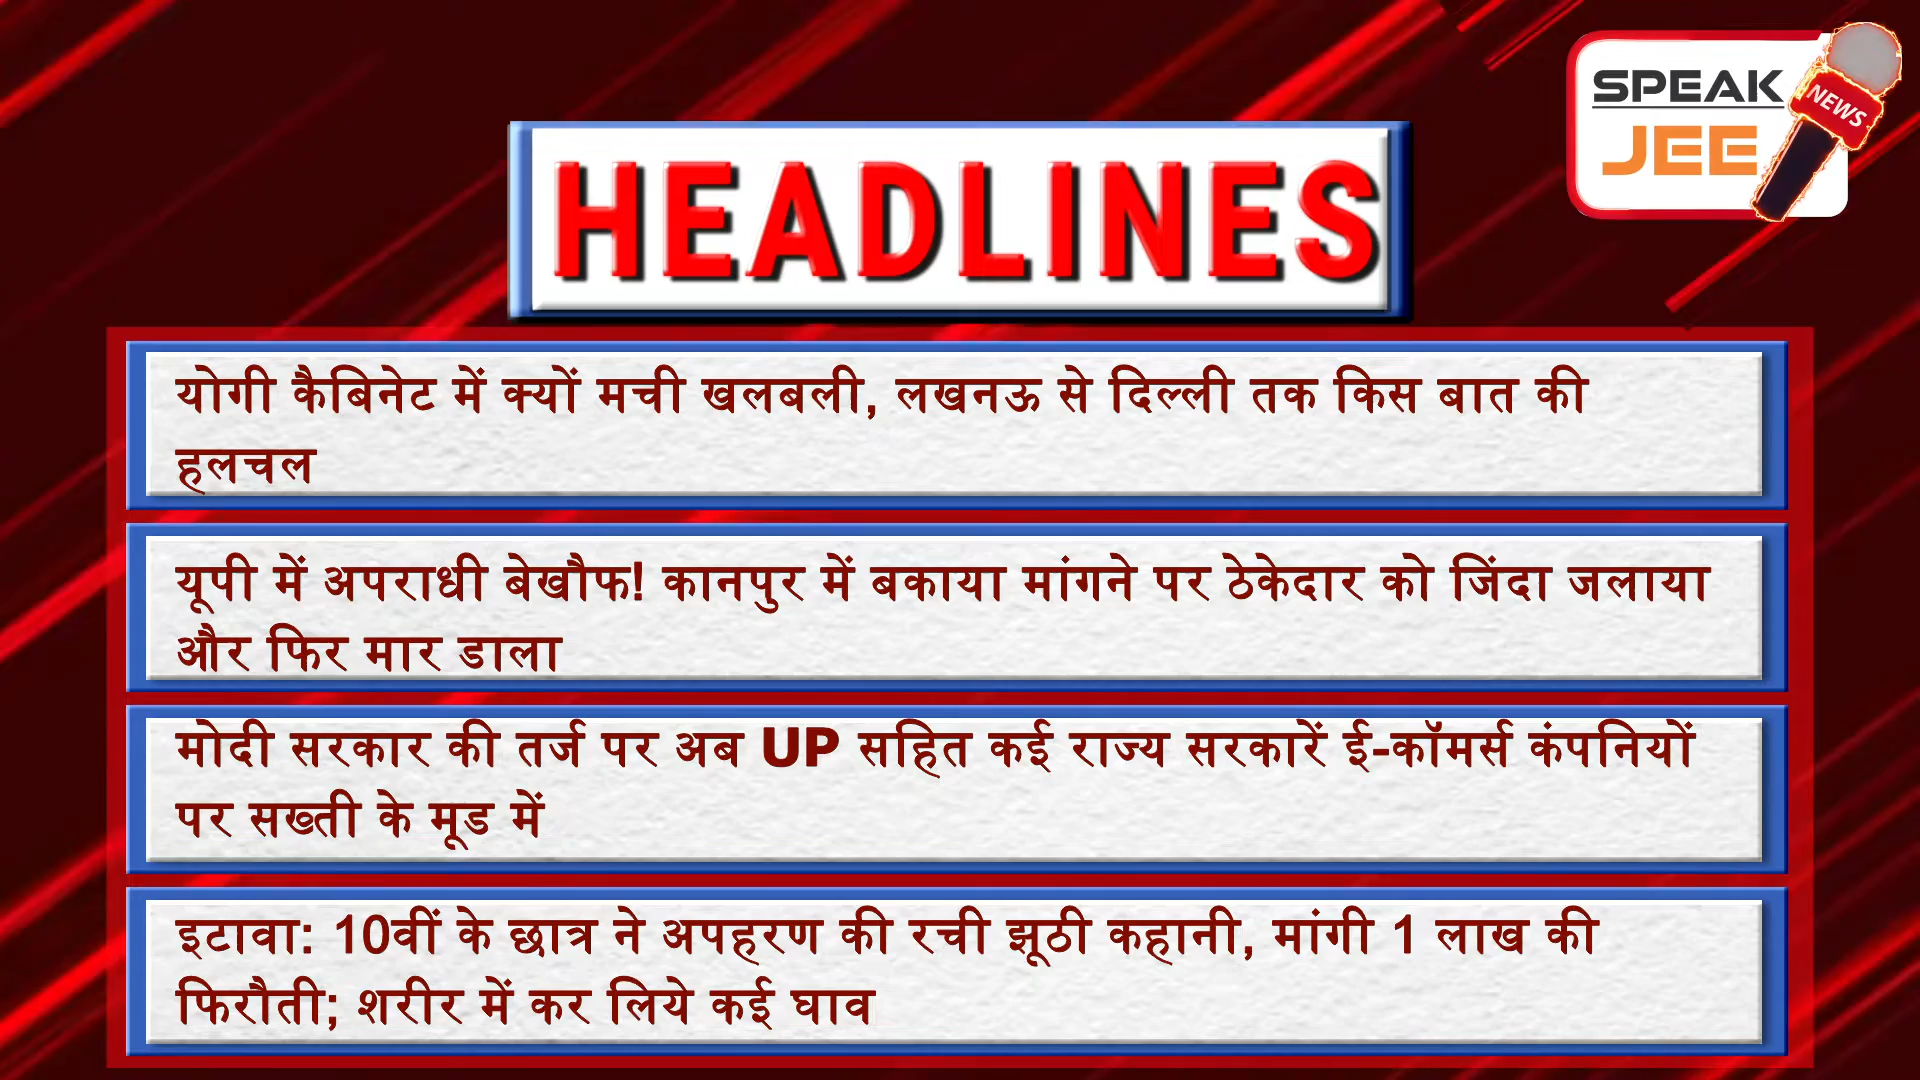 SPEAK
JEE
NEWS
HEADLINES
योगी कैबिनेट में क्यों मची खलबली, लखनऊ से दिल्ली तक किस बात की
हलचल
यूपी में अपराधी बेखौफ! कानपुर में बकाया मांगने पर ठेकेदार को जिंदा जलाया
और फिर मार डाला
मोदी सरकार की तर्ज पर अब UP सहित कई राज्य सरकारें ई-कॉमर्स कंपनियों
पर सख्ती के मूड में
इटावा: 10वीं के छात्र ने अपहरण की रची झूठी कहानी, मांगी 1 लाख की
फिरौती; शरीर में कर लिये कई घाव